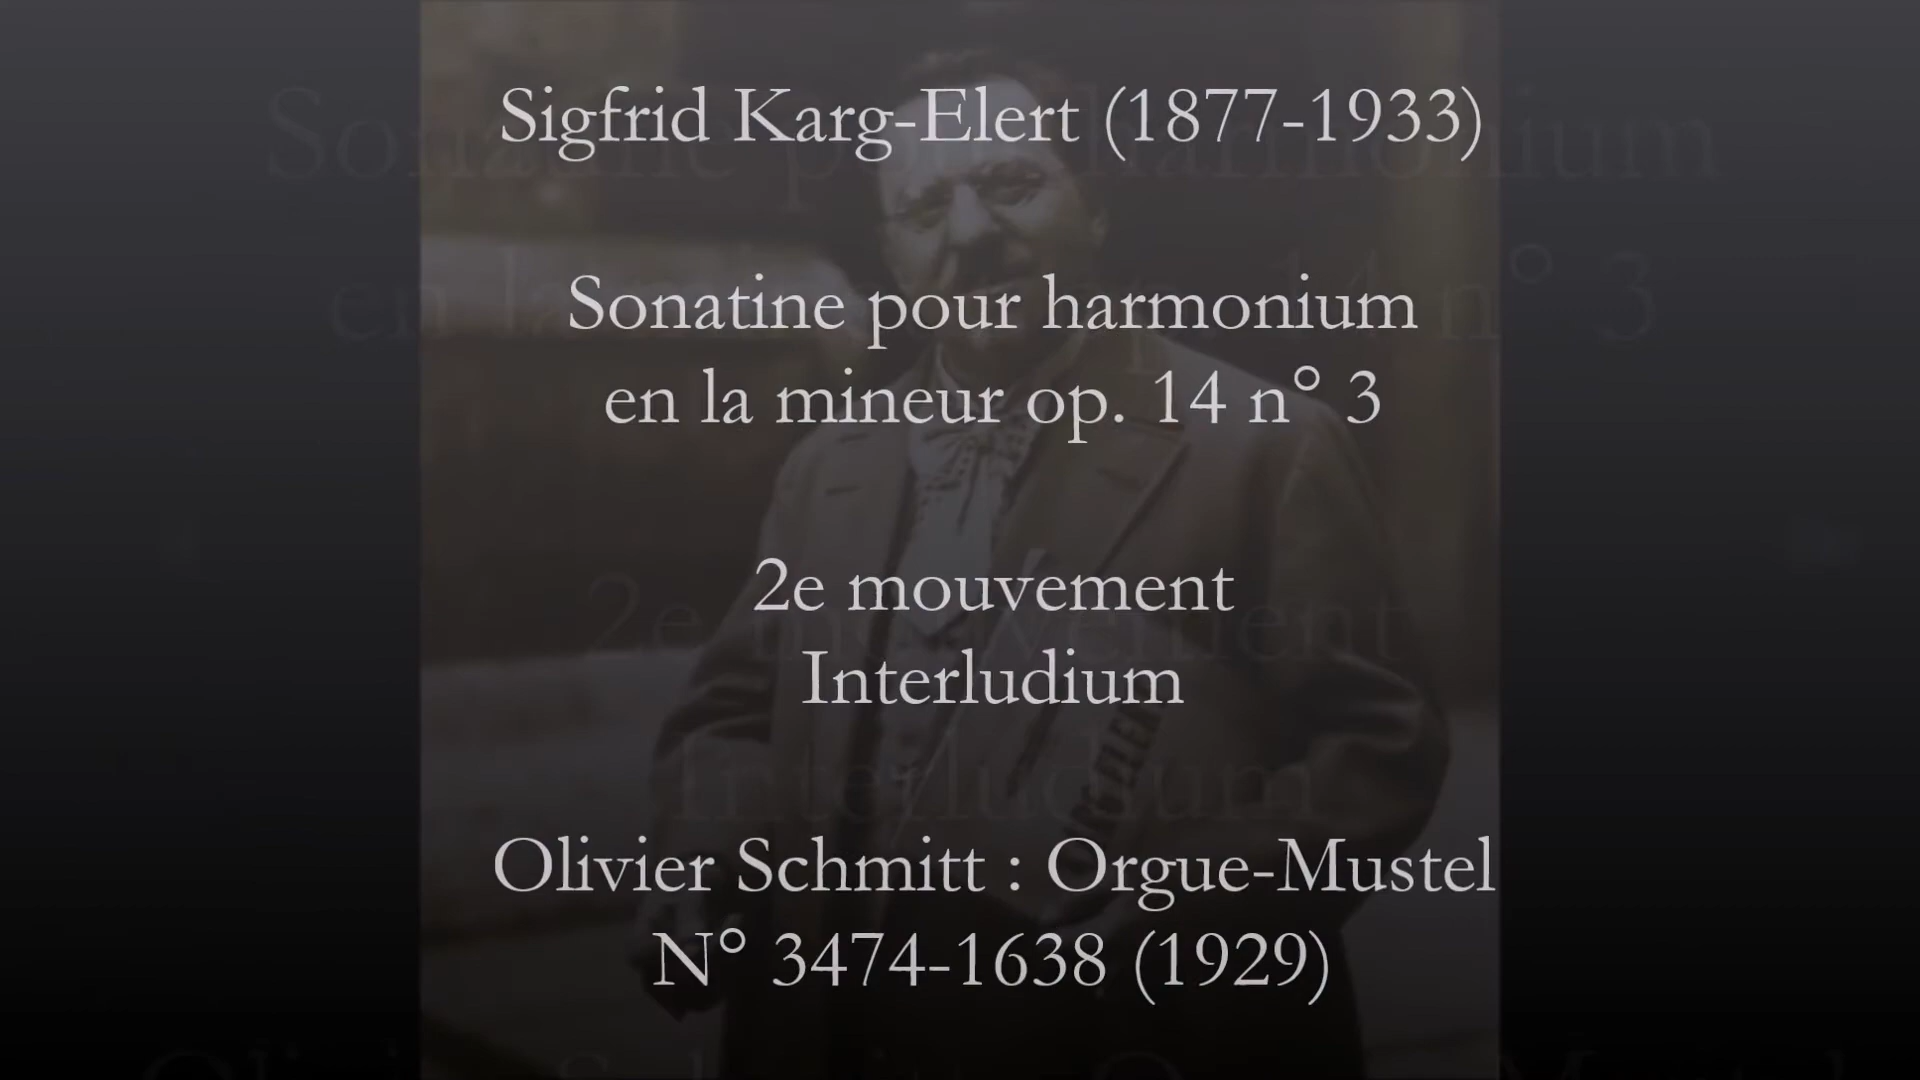 Sigfrid Karg-Elert (1877-1933)
Sonatine pour harmonium
en la mineur op. 14 n° 3
2e mouvement
Interludium
Olivier Schmitt : Orgue-Mustel
N° 3474-1638 (1929)